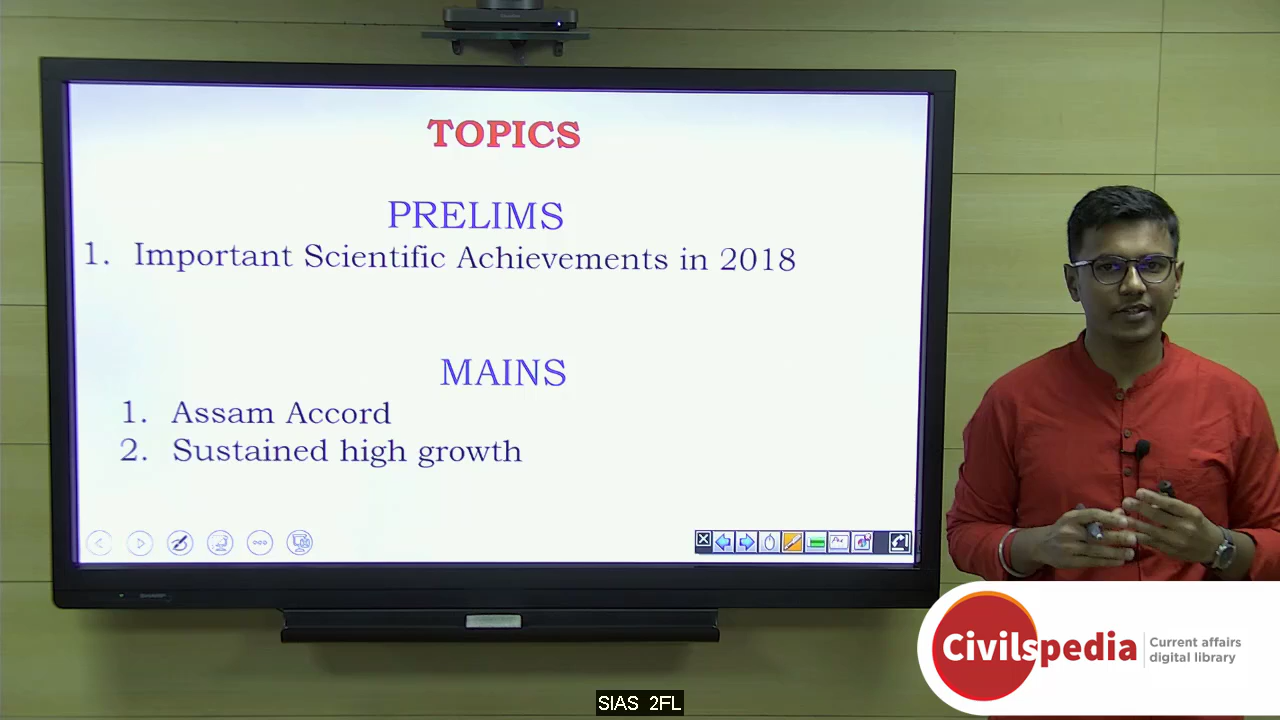 TOPICS
PRELIMS
1. Important Scientific Achievements in 2018
MAINS
1. Assam Accord
2. Sustained high growth
SHARP
Civilspedia
Current affairs
digital library
SIAS 2FL